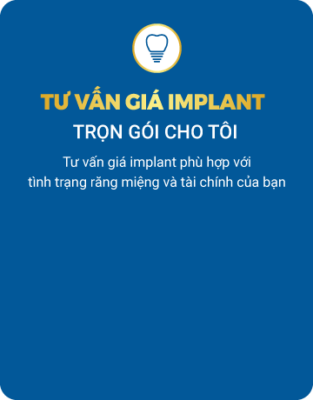 TƯ VẤN GIÁ IMPLANT
TRỌN GÓI CHO TÔI
Tư vấn giá implant phù hợp với
tình trạng răng miệng và tài chính của bạn